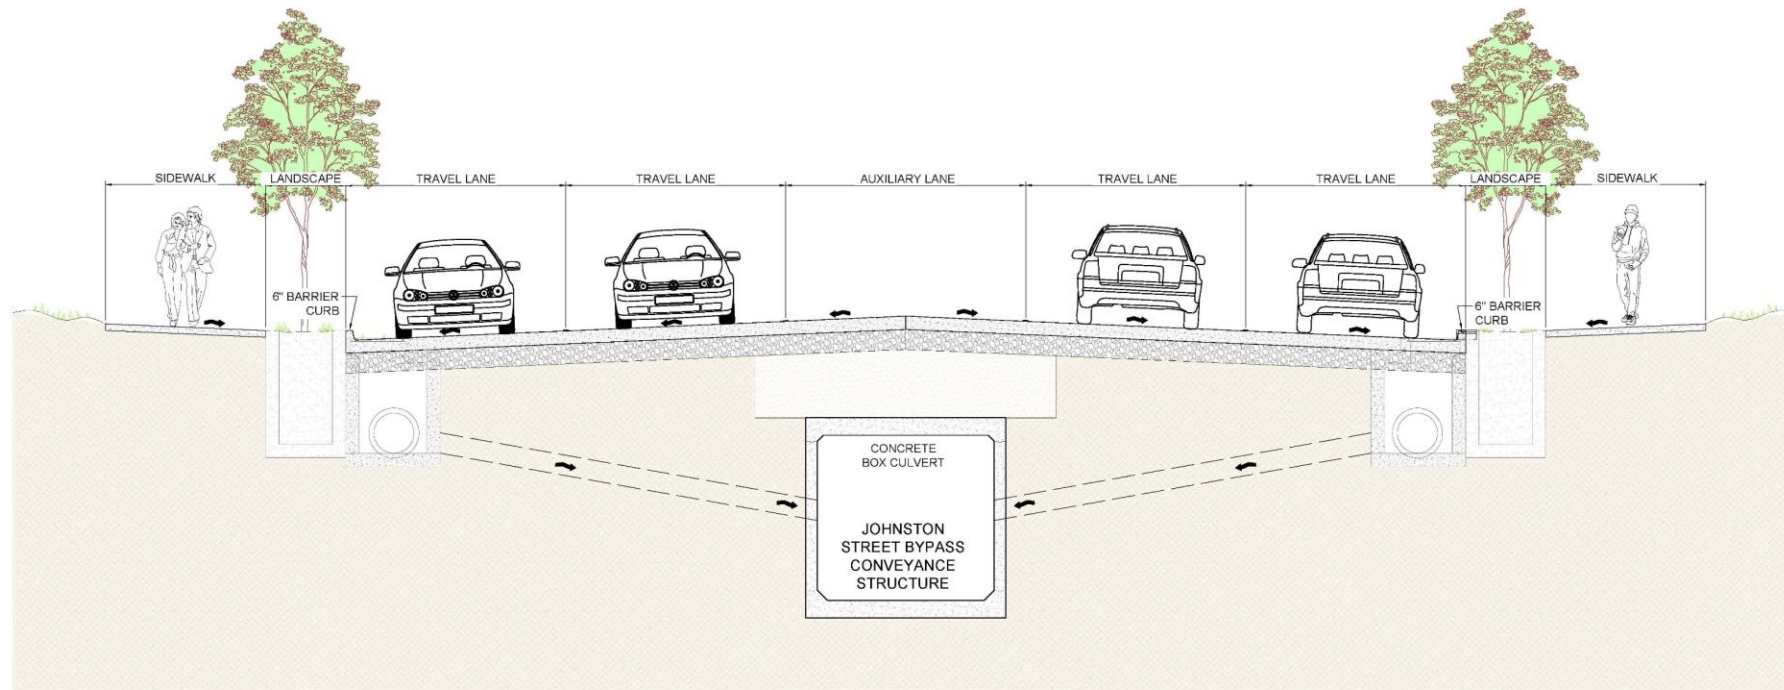 SIDEWALK
LANDSCAPE
TRAVEL LANE
TRAVEL LANE
AUXILIARY LANE
TRAVEL LANE
TRAVEL LANE
LANDSCAPE
SIDEWALK
6" BARRIER
CURB
6" BARRIER
CURB
CONCRETE
BOX CULVERT
JOHNSTON
STREET BYPASS
CONVEYANCE
STRUCTURE